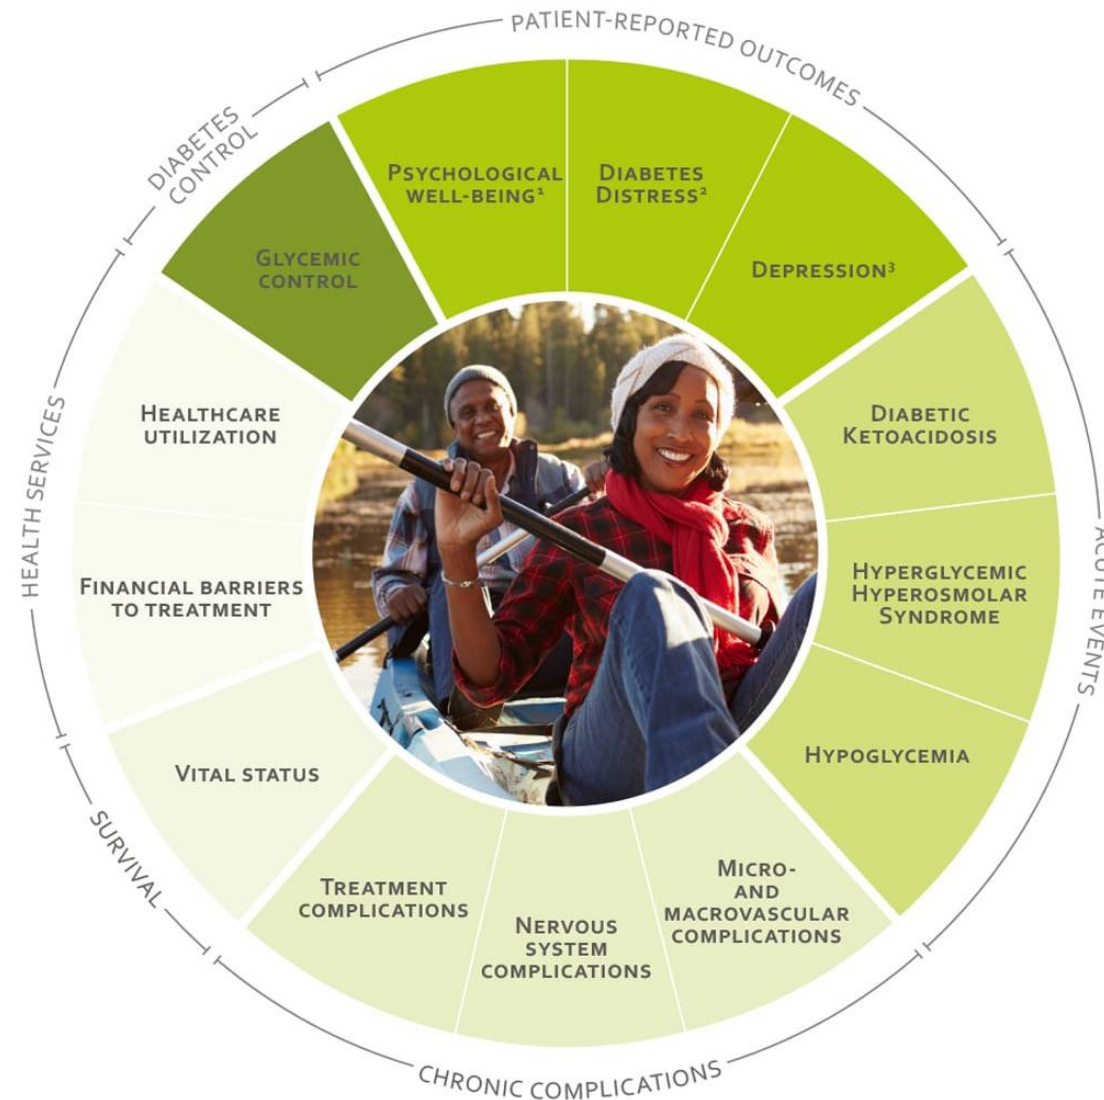 PATIENT-REPORTED OUTCOMES
PSYCHOLOGICAL
WELL-BEING¹
DIABETES
DISTRESS²
DEPRESSION³
ACUTE EVENTS
DIABETIC
KETOACIDOSIS
HYPERGLYCEMIC
HYPEROSMOLAR
SYNDROME
HYPOGLYCEMIA
CHRONIC COMPLICATIONS
MICRO-
AND
MACROVASCULAR
COMPLICATIONS
NERVOUS
SYSTEM
COMPLICATIONS
TREATMENT
COMPLICATIONS
SURVIVAL
VITAL STATUS
HEALTH SERVICES
FINANCIAL BARRIERS
TO TREATMENT
HEALTHCARE
UTILIZATION
DIABETES
CONTROL
GLYCEMIC
CONTROL